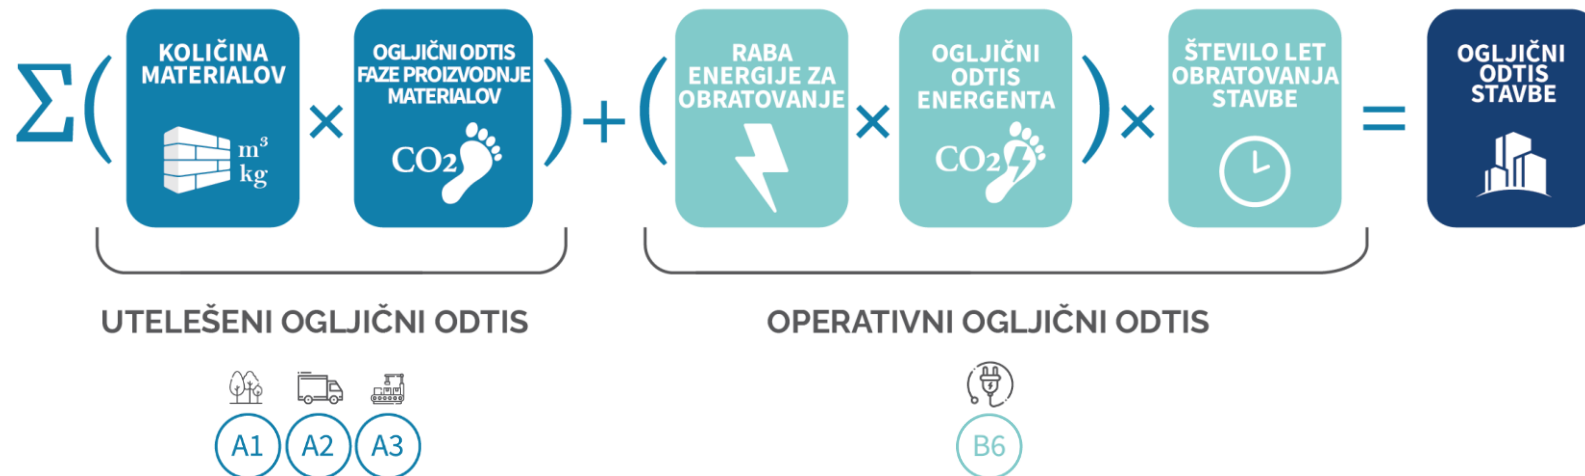 Σ(
KOLIČINA
MATERIALOV
m³
kg
×
OGLJIČNI ODTIS
FAZE PROIZVODNJE
MATERIALOV
CO2
)
+
(
RABA
ENERGIJE ZA
OBRATOVANJE
×
OGLJIČNI
ODTIS
ENERGENTA
CO2
)
×
ŠTEVILO LET
OBRATOVANJA
STAVBE
=
OGLJIČNI
ODTIS
STAVBE
UTELEŠENI OGLJIČNI ODTIS
OPERATIVNI OGLJIČNI ODTIS
A1 A2 A3
B6